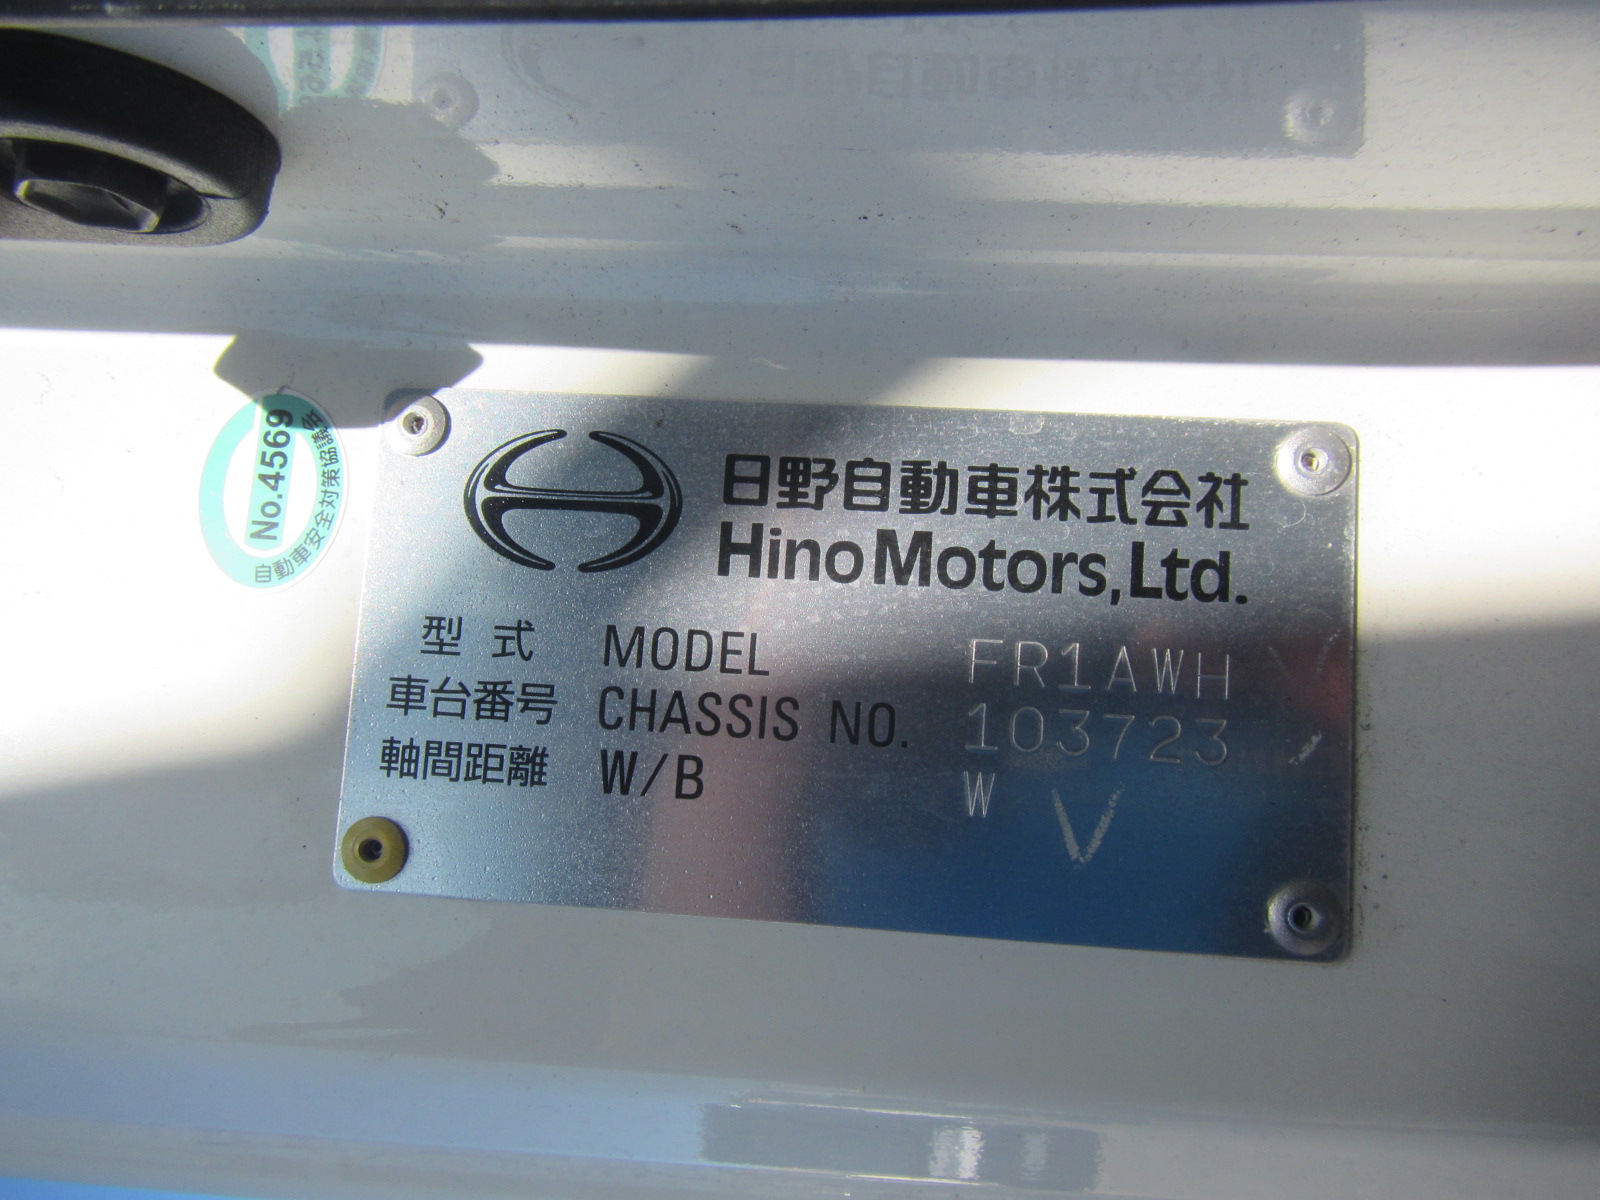 No.4569
自動車安全対策協議会
日野自動車株式会社
Hino Motors, Ltd.
型式 MODEL FR1AWH
車台番号 CHASSIS NO. 103723
軸間距離 W/B W